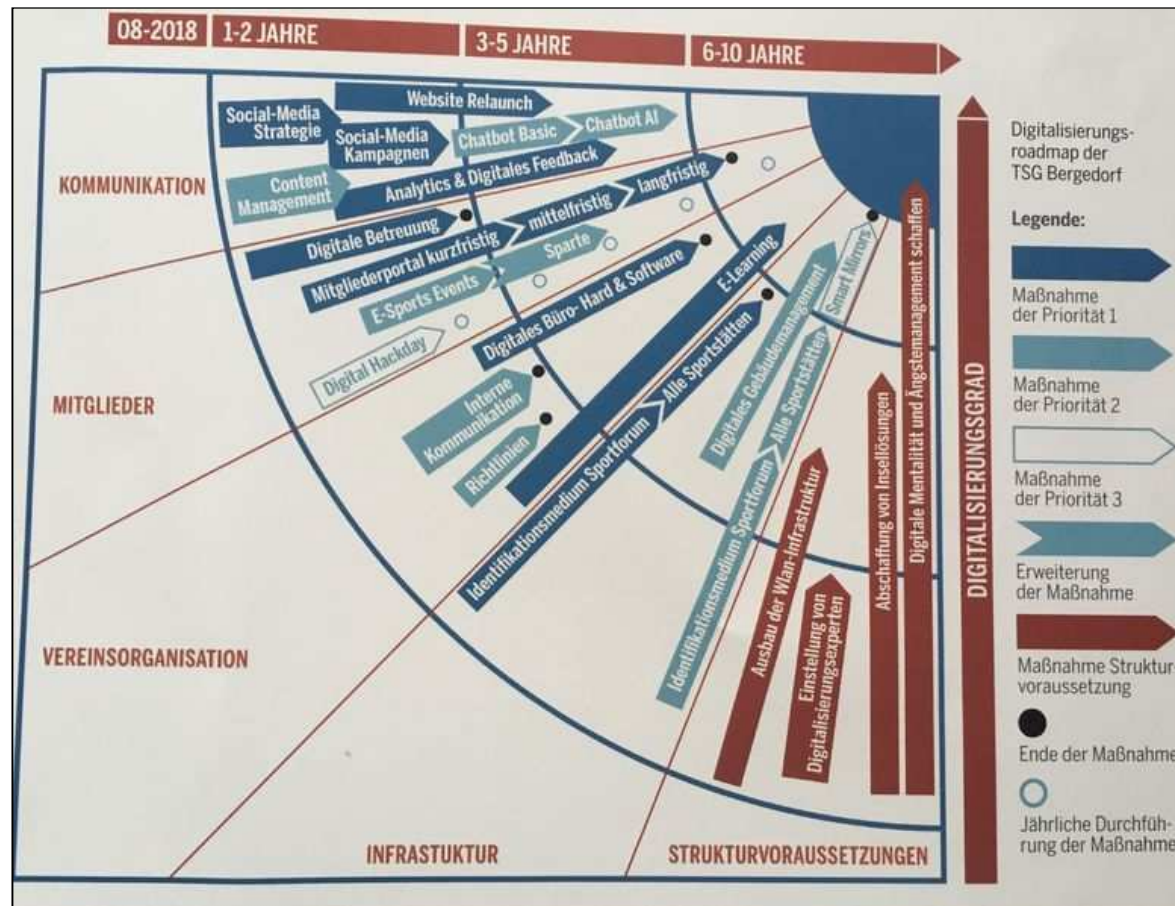 08-2018
1-2 JAHRE
3-5 JAHRE
6-10 JAHRE
KOMMUNIKATION
Social-Media
Strategie
Website Relaunch
Social-Media
Kampagnen
Chatbot Basic
Chatbot AI
Content
Management
Analytics & Digitales Feedback
MITGLIEDER
Digitale Betreuung
Mitgliederportal kurzfristig
mittelfristig
langfristig
E-Sports Events
Sparte
Digital Hackday
VEREINSORGANISATION
Digitales Büro- Hard & Software
Interne
Kommunikation
Richtlinien
E-Learning
Identifikationsmedium Sportforum
Alle Sportstätten
INFRASTUKTUR
Digitales Gebäudemanagement
Smart Mirrors
Identifikationsmedium Sportforum
Alle Sportstätten
STRUKTURVORAUSSETZUNGEN
Ausbau der Wlan-Infrastruktur
Einstellung von
Digitalisierungsexperten
Abschaffung von Insellösungen
Digitale Mentalität und Ängstemanagement schaffen
DIGITALISIERUNGSGRAD
Digitalisierungs-
roadmap der
TSG Bergedorf
Legende:
Maßnahme
der Priorität 1
Maßnahme
der Priorität 2
Maßnahme
der Priorität 3
Erweiterung
der Maßnahme
Maßnahme Struktur-
voraussetzung
Ende der Maßnahme
Jährliche Durchfüh-
rung der Maßnahme